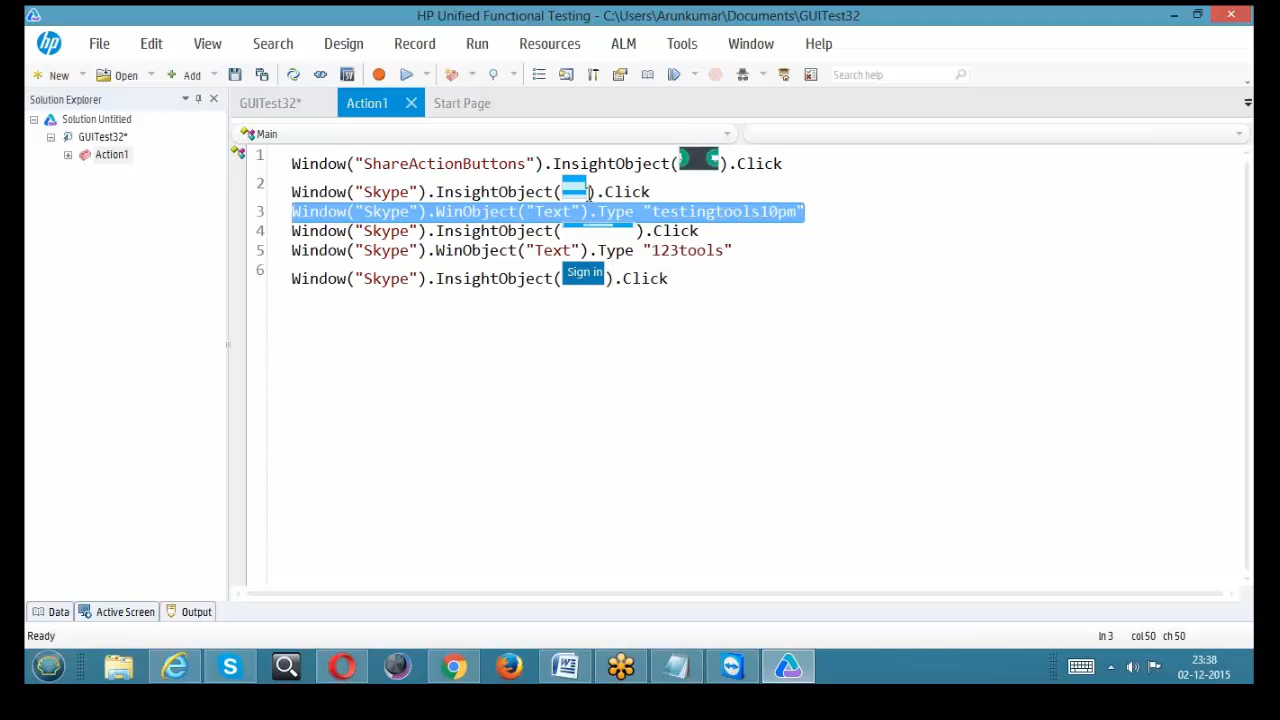 HP Unified Functional Testing - C:\Users\Arunkumar\Documents\GUITest32
hp File Edit View Search Design Record Run Resources ALM Tools Window Help
New Open Add Search help
Solution Explorer
GUITest32* Action1 Start Page
Solution Untitled
GUITest32*
Action1
Main
1 Window("ShareActionButtons").InsightObject( ).Click
2 Window("Skype").InsightObject( ).Click
3 Window("Skype").WinObject("Text").Type "testingtools10pm"
4 Window("Skype").InsightObject( ).Click
5 Window("Skype").WinObject("Text").Type "123tools"
6 Window("Skype").InsightObject( Sign in ).Click
Data Active Screen Output
Ready ln 3 col 50 ch 50
23:38
02-12-2015